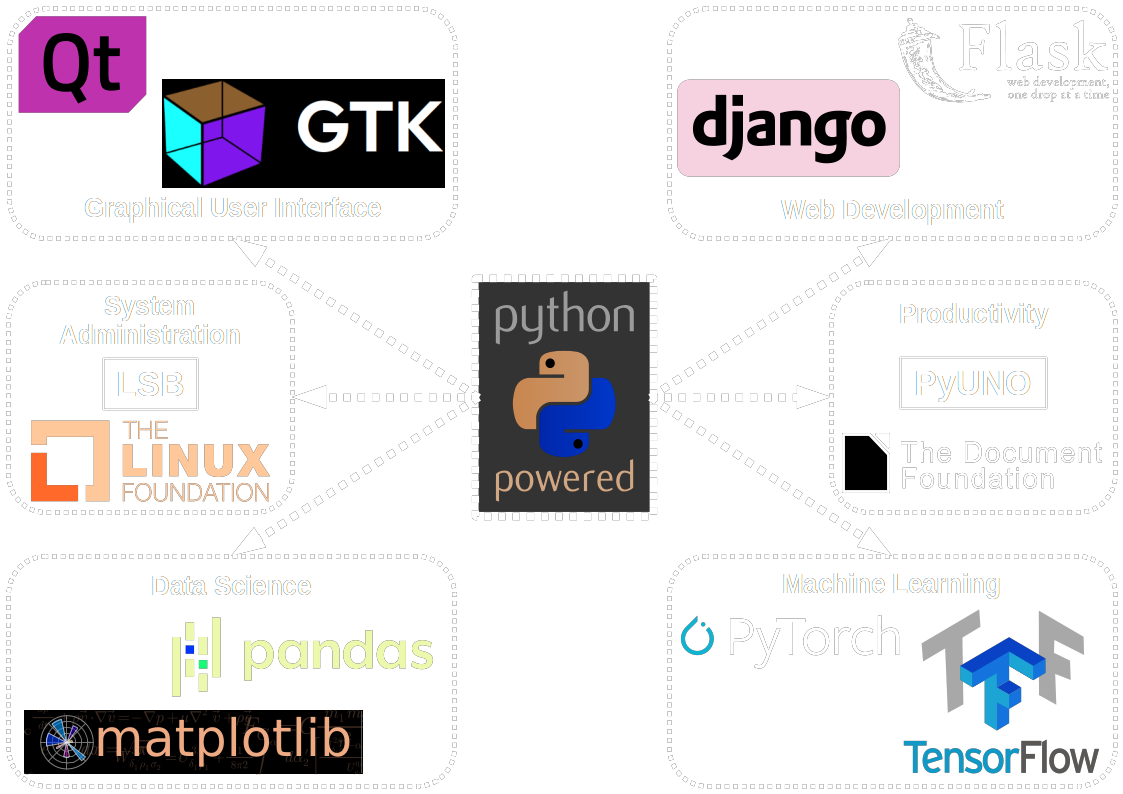 Qt
GTK
Graphical User Interface
django
Flask
web development,
one drop at a time
Web Development
System
Administration
LSB
THE
LINUX
FOUNDATION
python
powered
Productivity
PyUNO
The Document
Foundation
Data Science
pandas
matplotlib
Machine Learning
PyTorch
TF
TensorFlow